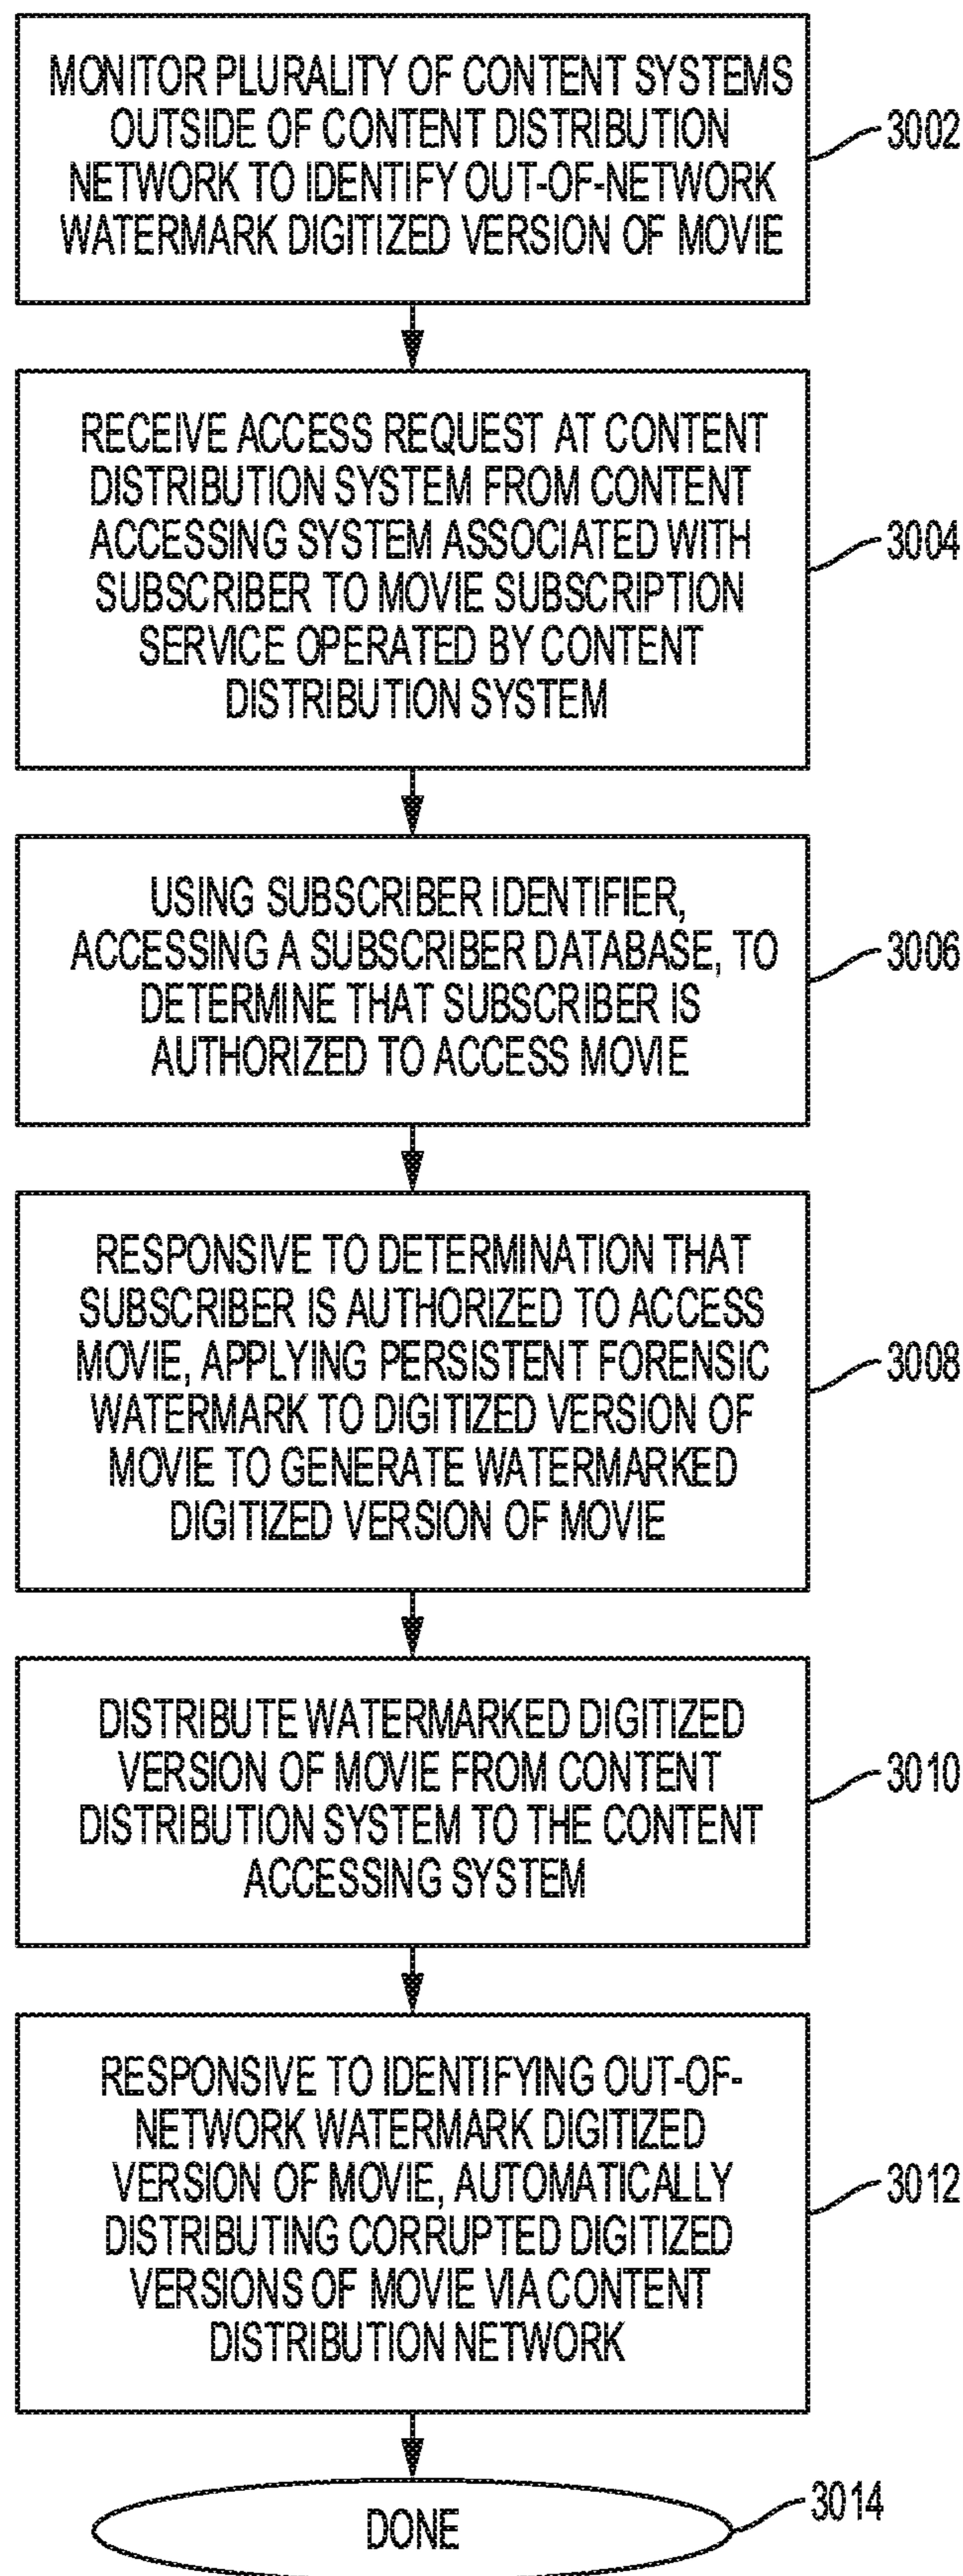 MONITOR PLURALITY OF CONTENT SYSTEMS
OUTSIDE OF CONTENT DISTRIBUTION
NETWORK TO IDENTIFY OUT-OF-NETWORK
WATERMARK DIGITIZED VERSION OF MOVIE
3002
RECEIVE ACCESS REQUEST AT CONTENT
DISTRIBUTION SYSTEM FROM CONTENT
ACCESSING SYSTEM ASSOCIATED WITH
SUBSCRIBER TO MOVIE SUBSCRIPTION
SERVICE OPERATED BY CONTENT
DISTRIBUTION SYSTEM
3004
USING SUBSCRIBER IDENTIFIER,
ACCESSING A SUBSCRIBER DATABASE, TO
DETERMINE THAT SUBSCRIBER IS
AUTHORIZED TO ACCESS MOVIE
3006
RESPONSIVE TO DETERMINATION THAT
SUBSCRIBER IS AUTHORIZED TO ACCESS
MOVIE, APPLYING PERSISTENT FORENSIC
WATERMARK TO DIGITIZED VERSION OF
MOVIE TO GENERATE WATERMARKED
DIGITIZED VERSION OF MOVIE
3008
DISTRIBUTE WATERMARKED DIGITIZED
VERSION OF MOVIE FROM CONTENT
DISTRIBUTION SYSTEM TO THE CONTENT
ACCESSING SYSTEM
3010
RESPONSIVE TO IDENTIFYING OUT-OF-
NETWORK WATERMARK DIGITIZED
VERSION OF MOVIE, AUTOMATICALLY
DISTRIBUTING CORRUPTED DIGITIZED
VERSIONS OF MOVIE VIA CONTENT
DISTRIBUTION NETWORK
3012
DONE
3014